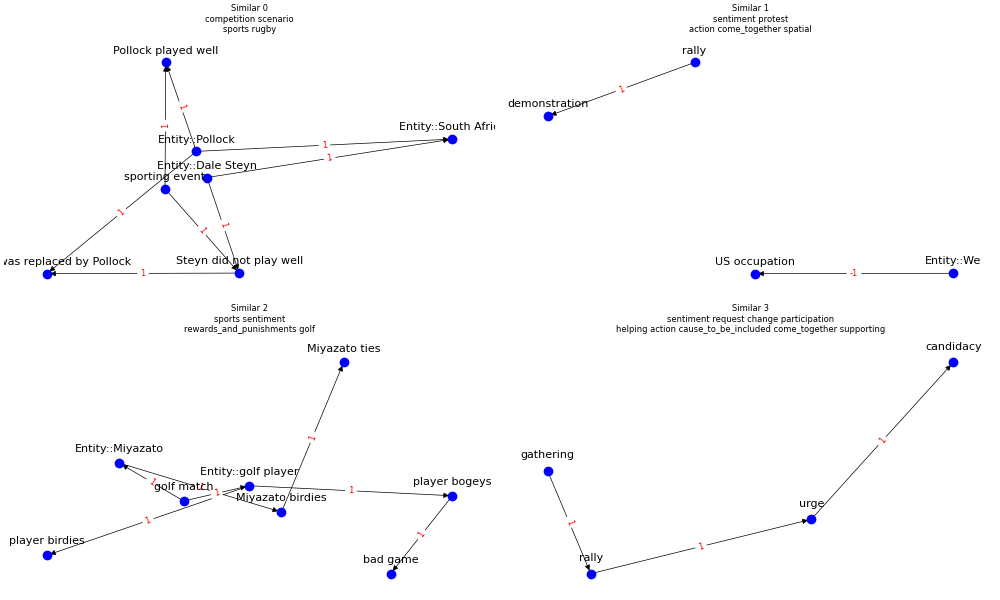 Similar 0
competition scenario
sports rugby
Pollock played well
1
1
Entity::Pollock
1
Entity::South Afri
Entity::Dale Steyn
1
sporting event
1
1
1
was replaced by Pollock
1
Steyn did not play well
Similar 1
sentiment protest
action come_together spatial
rally
1
demonstration
US occupation
-1
Entity::We
Similar 2
sports sentiment
rewards_and_punishments golf
Miyazato ties
1
Entity::Miyazato
Entity::golf player
1
golf match
1
Miyazato birdies
1
player bogeys
1
player birdies
1
bad game
Similar 3
sentiment request change participation
helping action cause_to_be_included come_together supporting
candidacy
1
gathering
urge
1
1
rally